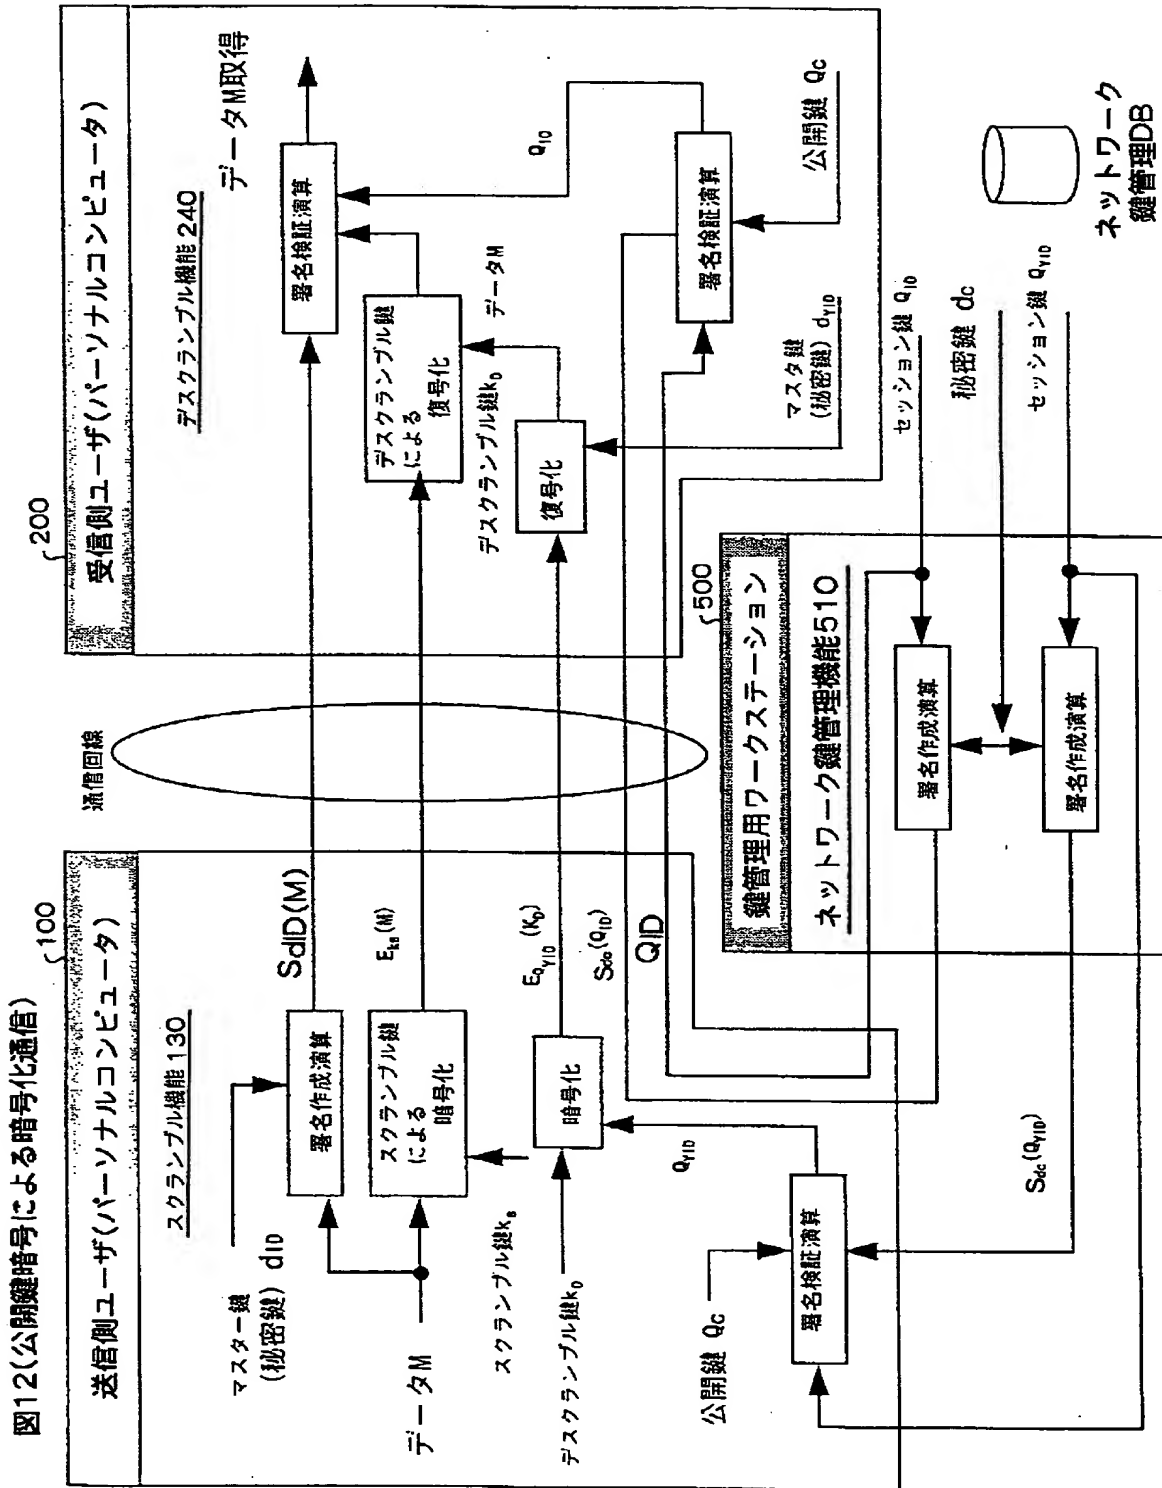 図12(公開鍵暗号による暗号化通信)
100
送信側ユーザ(パーソナルコンピュータ)
スクランブル機能130
マスター鍵
(秘密鍵) dID
署名作成演算
SdID(M)
データM
スクランブル鍵
による
暗号化
スクランブル鍵ks
デスクランブル鍵kD
暗号化
QYID
公開鍵 Qc
署名検証演算
Sdc(QYID)
通信回線
200
受信側ユーザ(パーソナルコンピュータ)
デスクランブル機能240
署名検証演算
データM取得
デスクランブル鍵
による
復号化
データM
デスクランブル鍵kD
復号化
QID
署名検証演算
公開鍵 Qc
マスタ鍵
(秘密鍵) dYID
QID
500
鍵管理用ワークステーション
ネットワーク鍵管理機能510
署名作成演算
署名作成演算
セッション鍵 QID
秘密鍵 dc
セッション鍵 QYID
ネットワーク
鍵管理DB